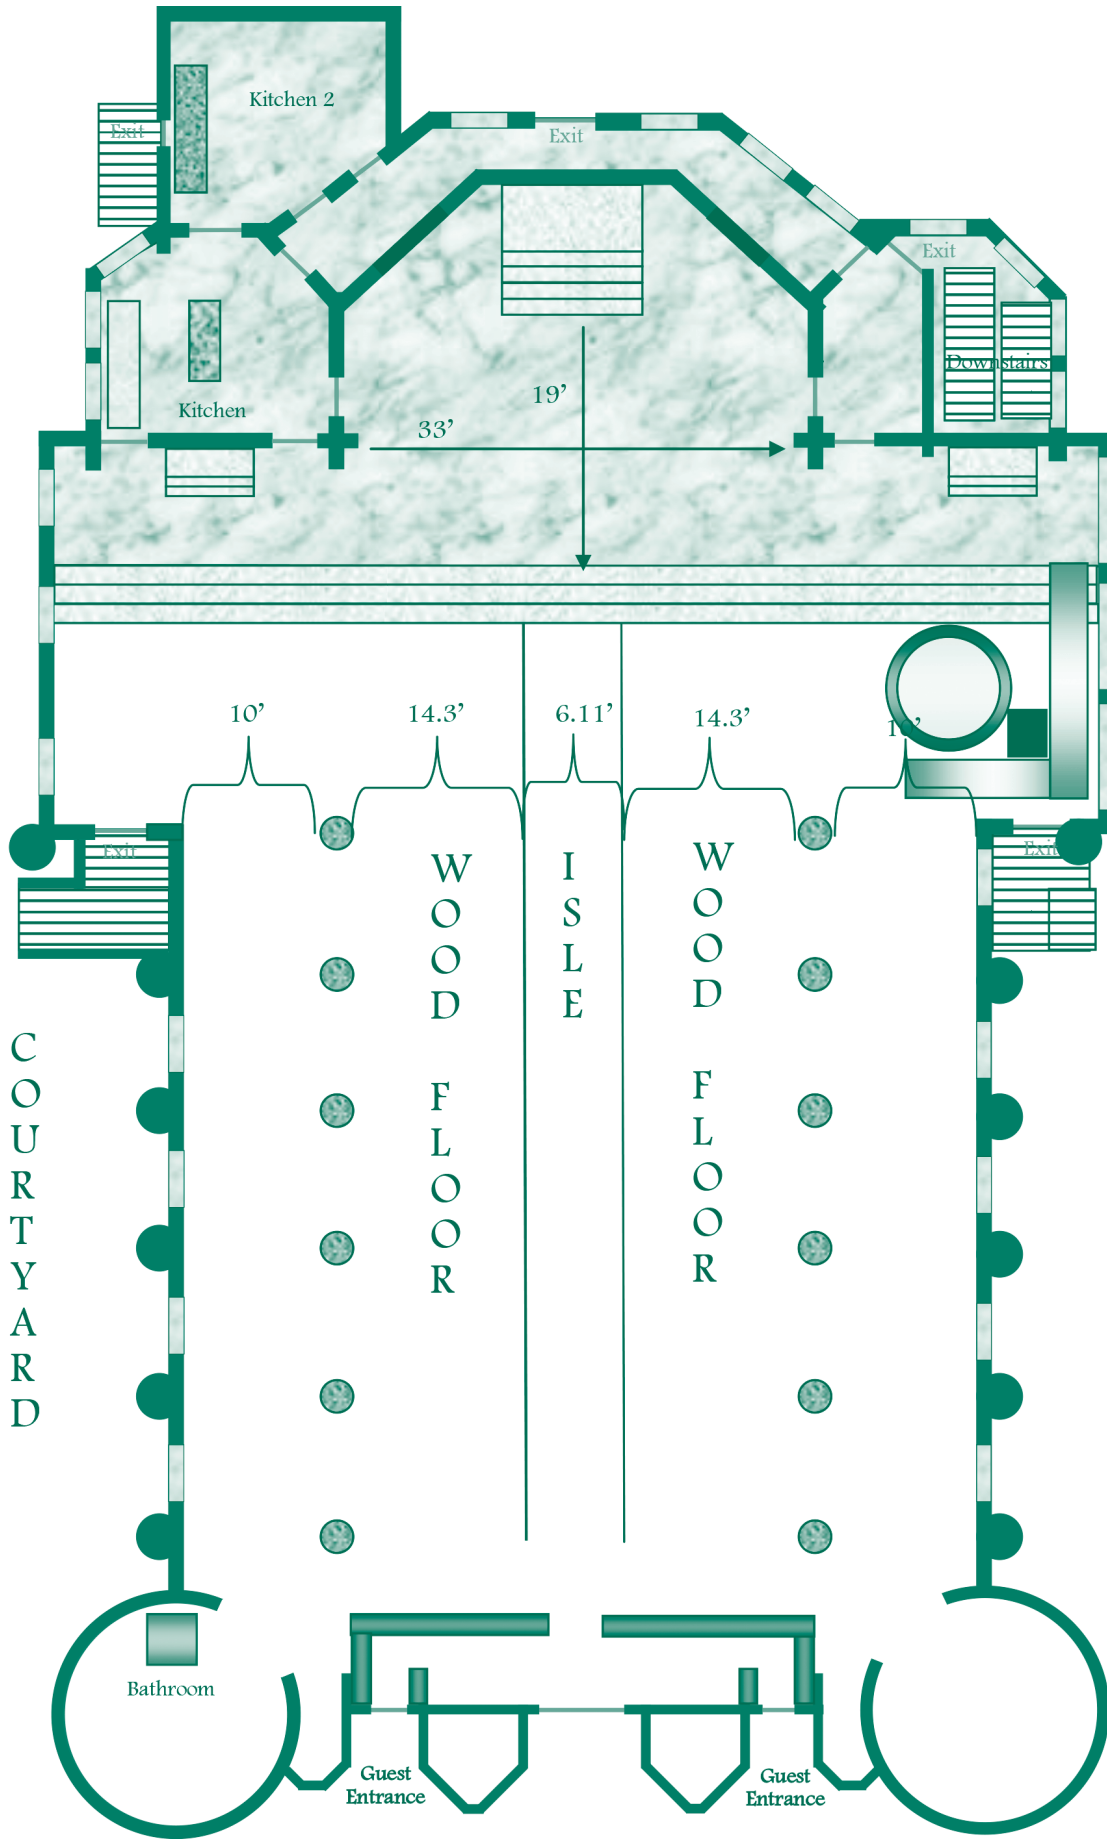 Kitchen 2
Exit
Exit
Exit
Downstairs
19’
33’
Kitchen
10’
14.3’
6.11’
14.3’
10’
WOOD FLOOR
ISLE
WOOD FLOOR
Exit
Exit
COURTYARD
Bathroom
Guest
Entrance
Guest
Entrance